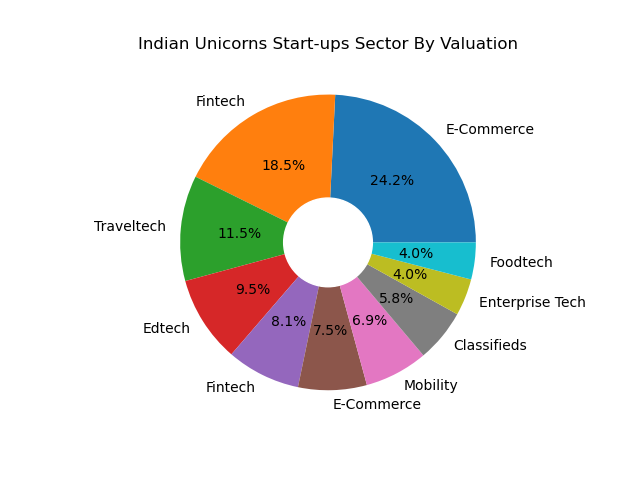 Indian Unicorns Start-ups Sector By Valuation
Fintech
E-Commerce
18.5%
24.2%
Traveltech
11.5%
4.0%
Foodtech
4.0%
Enterprise Tech
9.5%
5.8%
8.1%
7.5%
6.9%
Edtech
Classifieds
Fintech
Mobility
E-Commerce